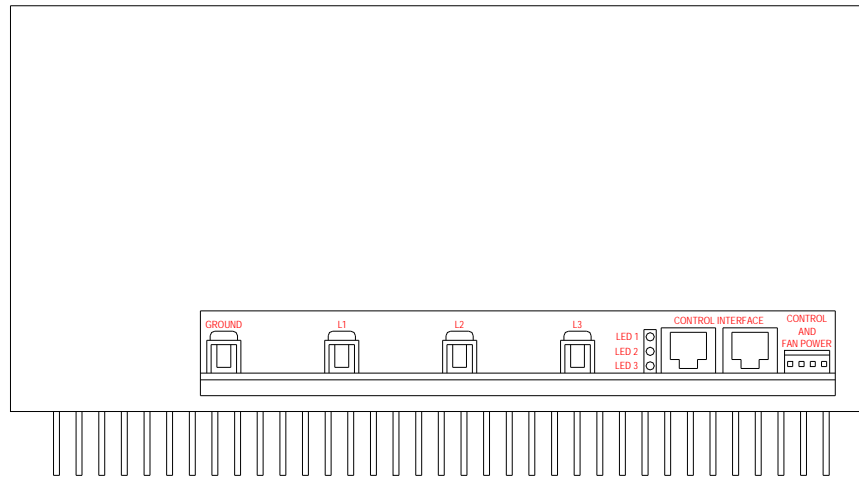 GROUND
L1
L2
L3
LED 1
LED 2
LED 3
CONTROL INTERFACE
CONTROL
AND
FAN POWER